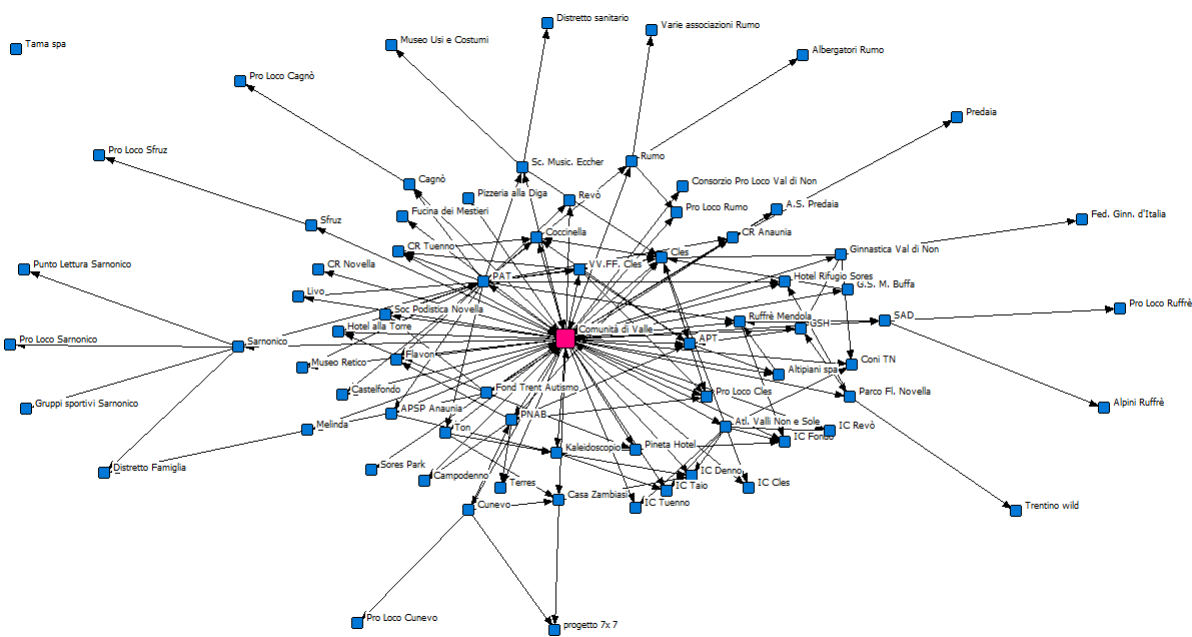 Distretto sanitario
Varie associazioni Rumo
Museo Usi e Costumi
Tama spa
Albergatori Rumo
Pro Loco Cagnò
Predaia
Pro Loco Sfruz
Rumo
Sc. Music. Eccher
Cagnò
Consorzio Pro Loco Val di Non
Pizzeria alla Diga
Revò
Pro Loco Rumo
A.S. Predaia
Fucina dei Mestieri
Fed. Ginn. d'Italia
Sfruz
Coccinella
CR Anaunia
CR Tuenno
Cles
Ginnastica Val di Non
Punto Lettura Sarnonico
CR Novella
VV.FF. Cles
PAT
Hotel Rifugio Sores
G.S. M. Buffa
Livo
Pro Loco Ruffrè
Soc Podistica Novella
Ruffrè Mendola
SAD
GSH
Hotel alla Torre
Comunità di Valle
Pro Loco Sarnonico
Sarnonico
APT
Flavon
Museo Retico
Coni TN
Altipiani spa
Fond Trent Autismo
Castelfondo
Pro Loco Cles
Parco Fl. Novella
Gruppi sportivi Sarnonico
Alpini Ruffrè
APSP Anaunia
PNAB
Melinda
Ton
Atl. Valli Non e Sole
IC Revò
IC Fondo
Kaleidoscopio
Pineta Hotel
Distretto Famiglia
Sores Park
Campodenno
IC Denno
Terres
IC Taio
IC Cles
Casa Zambiasi
IC Tuenno
Cunevo
Trentino wild
Pro Loco Cunevo
progetto 7x7